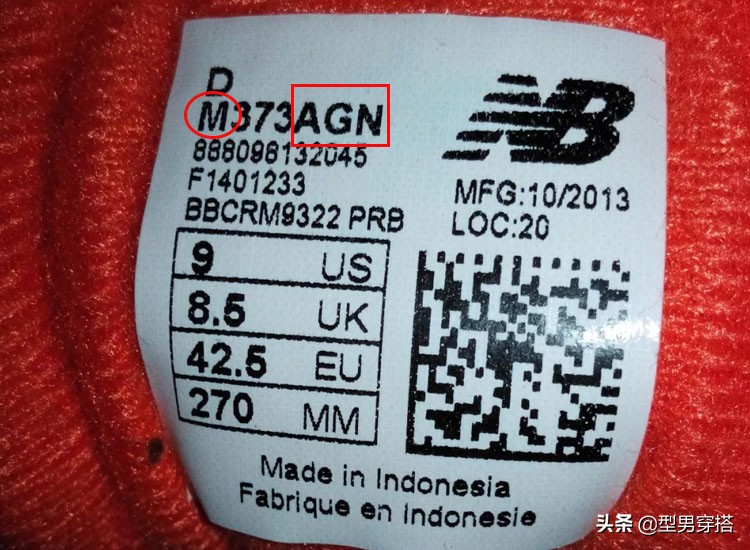 D
M373AGN
888098132045
F1401233
BBCRM9322 PRB
NB
MFG:10/2013
LOC:20
9 US
8.5 UK
42.5 EU
270 MM
Made in Indonesia
Fabrique en Indonesie
头条 @型男穿搭